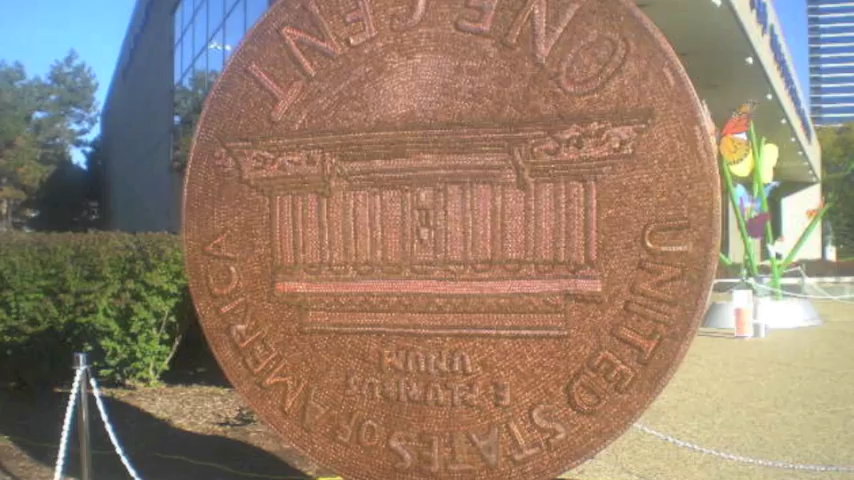 ONE CENT
UNITED STATES OF AMERICA
E PLURIBUS
UNUM